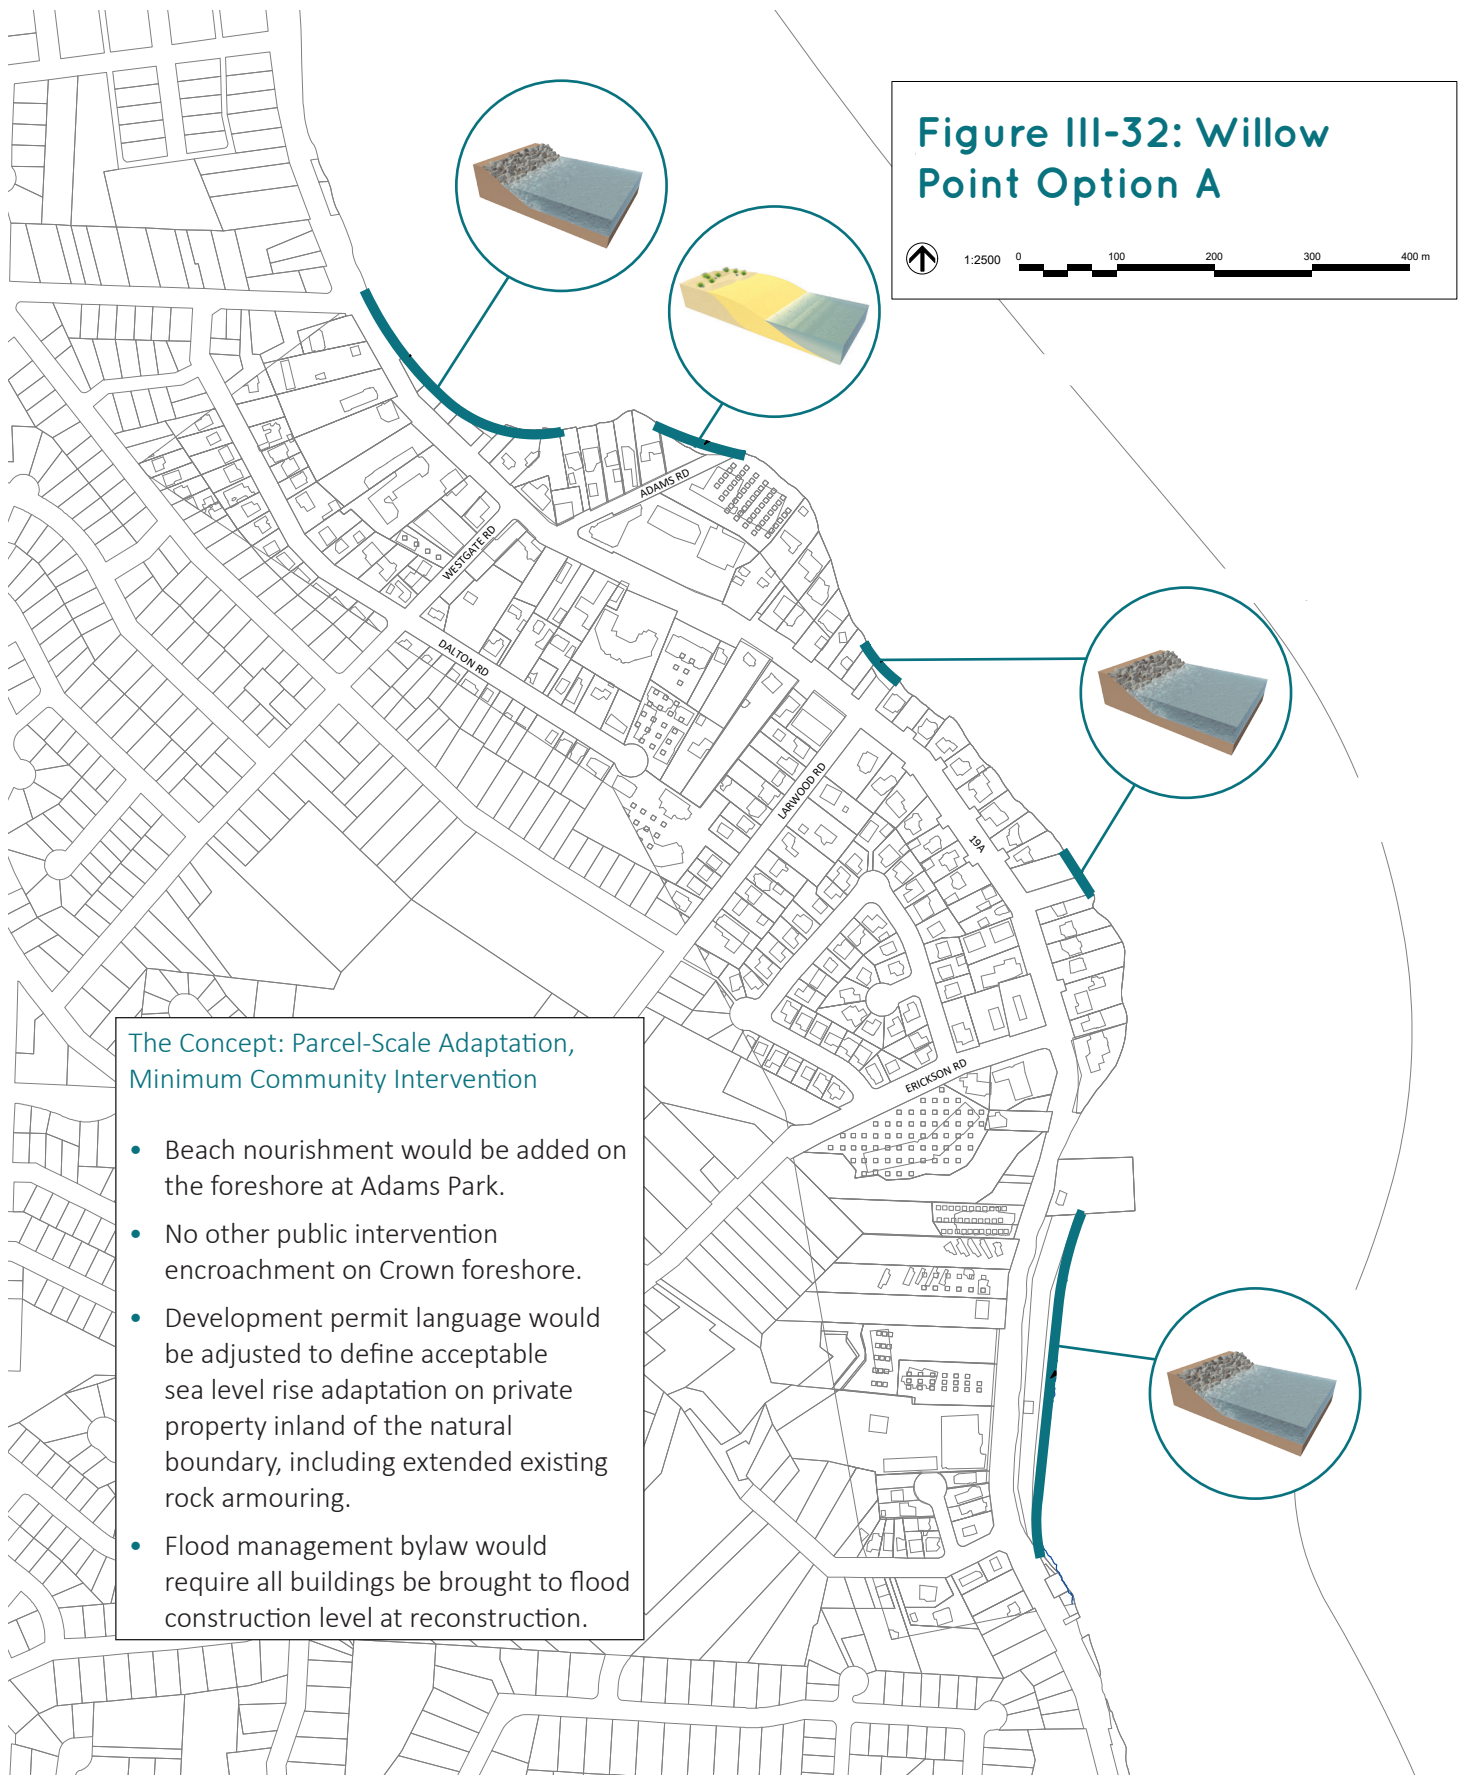 Figure III-32: Willow
Point Option A
1:2500 0 100 200 300 400 m
ADAMS RD
WESTGATE RD
DALTON RD
LARWOOD RD
19A
ERICKSON RD
The Concept: Parcel-Scale Adaptation,
Minimum Community Intervention
• Beach nourishment would be added on
the foreshore at Adams Park.
• No other public intervention
encroachment on Crown foreshore.
• Development permit language would
be adjusted to define acceptable
sea level rise adaptation on private
property inland of the natural
boundary, including extended existing
rock armouring.
• Flood management bylaw would
require all buildings be brought to flood
construction level at reconstruction.